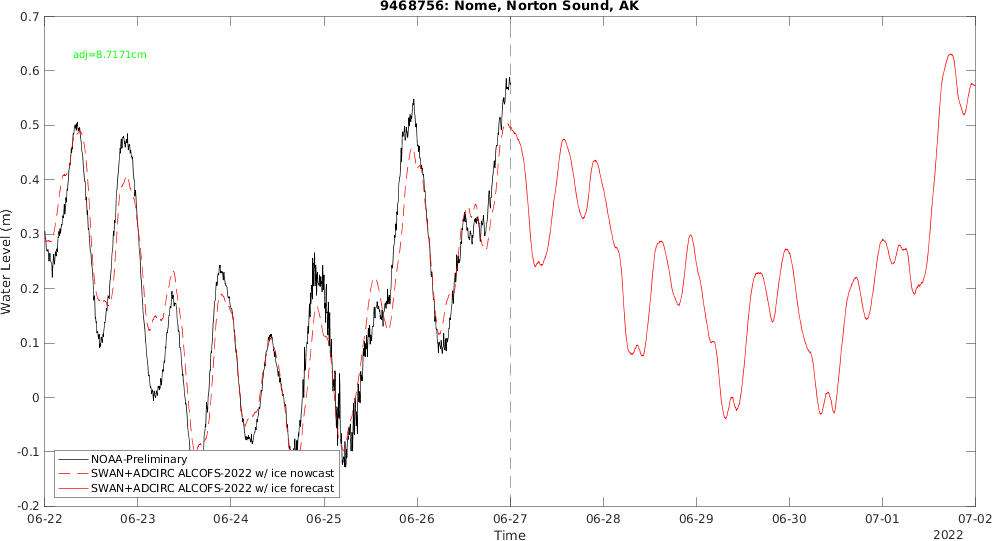 9468756: Nome, Norton Sound, AK
adj=8.7171cm
Water Level (m)
0.7
0.6
0.5
0.4
0.3
0.2
0.1
0
-0.1
-0.2
NOAA-Preliminary
SWAN+ADCIRC ALCOFS-2022 w/ ice nowcast
SWAN+ADCIRC ALCOFS-2022 w/ ice forecast
06-22 06-23 06-24 06-25 06-26 06-27 06-28 06-29 06-30 07-01 07-02
Time
2022